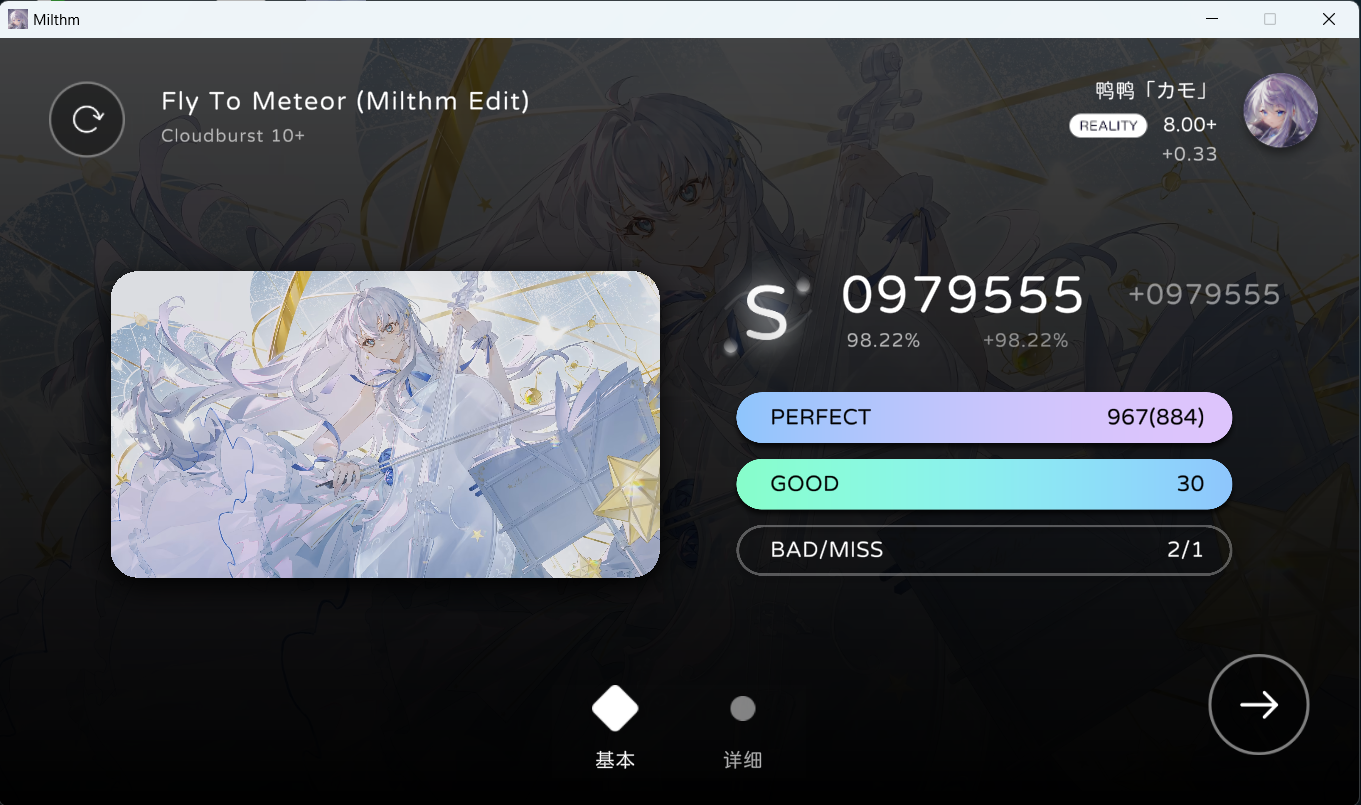 Milthm
Fly To Meteor (Milthm Edit)
Cloudburst 10+
鸭鸭「カモ」
REALITY 8.00+
+0.33
S 0979555 +0979555
98.22% +98.22%
PERFECT 967(884)
GOOD 30
BAD/MISS 2/1
基本 详细